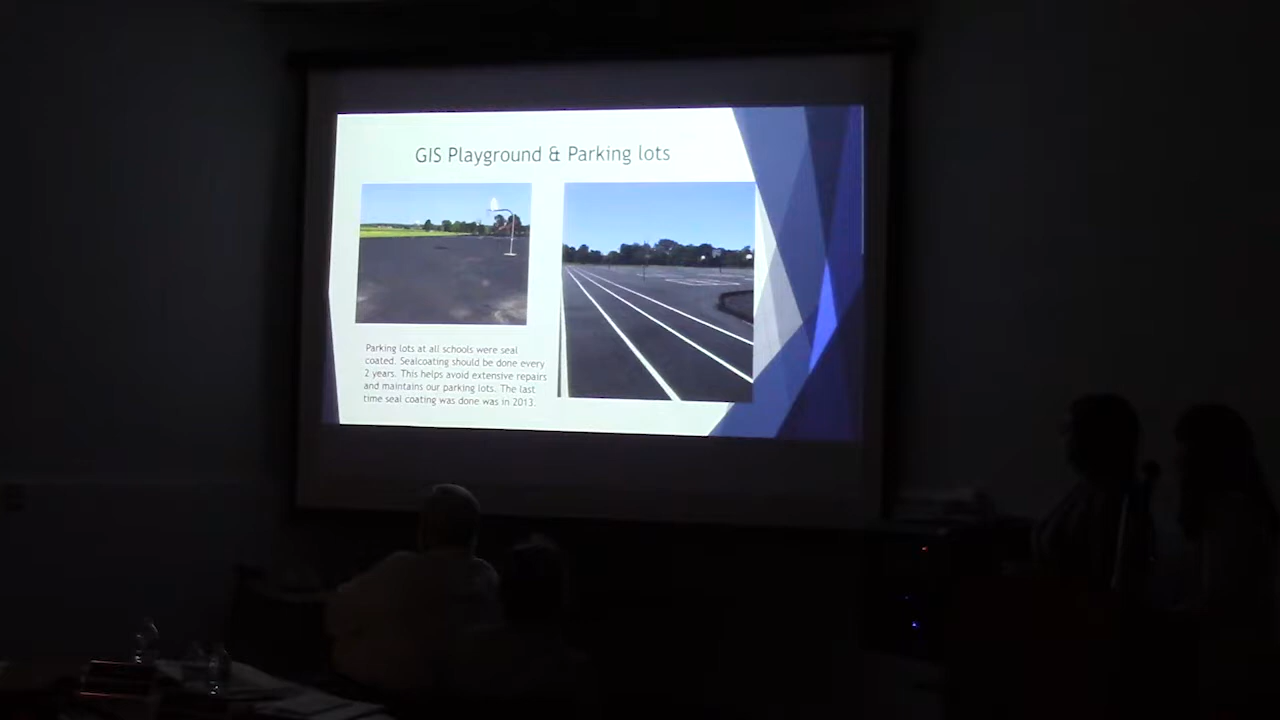 GIS Playground & Parking lots
Parking lots at all schools were seal
coated. Sealcoating should be done every
2 years. This helps avoid extensive repairs
and maintains our parking lots. The last
time seal coating was done was in 2013.